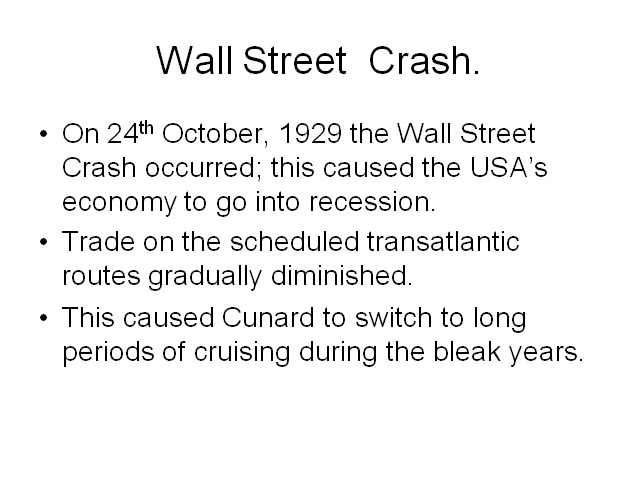 Wall Street  Crash.
• On 24th October, 1929 the Wall Street
Crash occurred; this caused the USA’s
economy to go into recession.
• Trade on the scheduled transatlantic
routes gradually diminished.
• This caused Cunard to switch to long
periods of cruising during the bleak years.